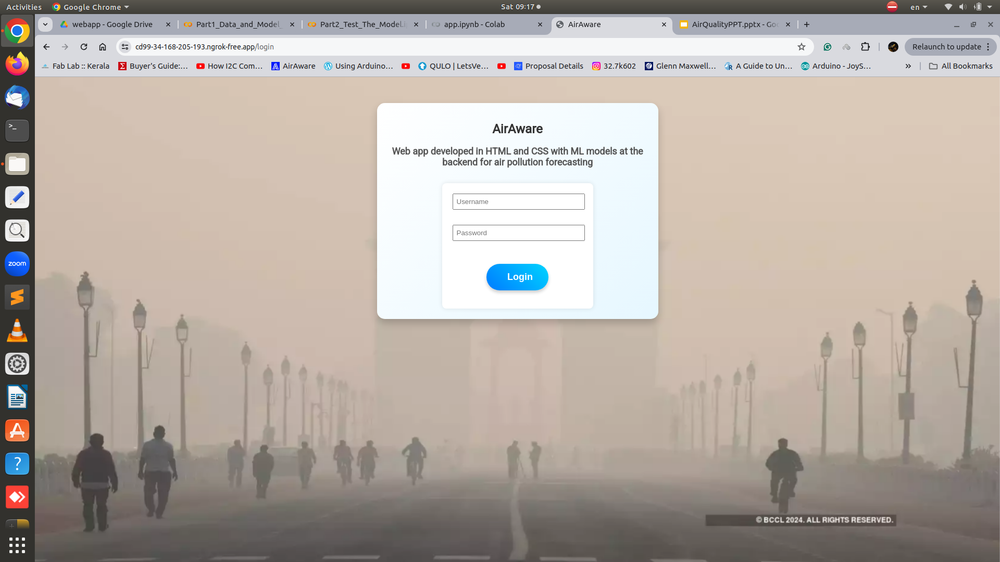 Activities
Google Chrome
Sat 09:17
en
webapp - Google Drive
Part1_Data_and_Model_
Part2_Test_The_Model.i
app.ipynb - Colab
AirAware
AirQualityPPT.pptx - Goo
cd99-34-168-205-193.ngrok-free.app/login
Relaunch to update
Fab Lab :: Kerala
Buyer's Guide:...
How I2C Com...
AirAware
Using Arduino...
QULO | LetsVe...
Proposal Details
32.7k602
Glenn Maxwell...
A Guide to Un...
Arduino - JoyS...
»
All Bookmarks
AirAware
Web app developed in HTML and CSS with ML models at the
backend for air pollution forecasting
Username
Password
Login
>_
zoom
?
© BCCL 2024. ALL RIGHTS RESERVED.